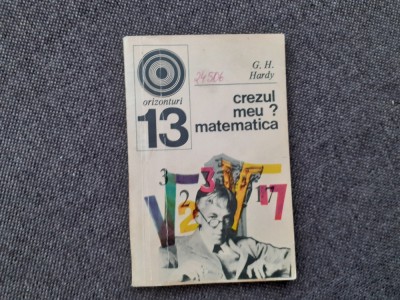 G. H.
Hardy
orizonturi
13
crezul
meu ?
matematica